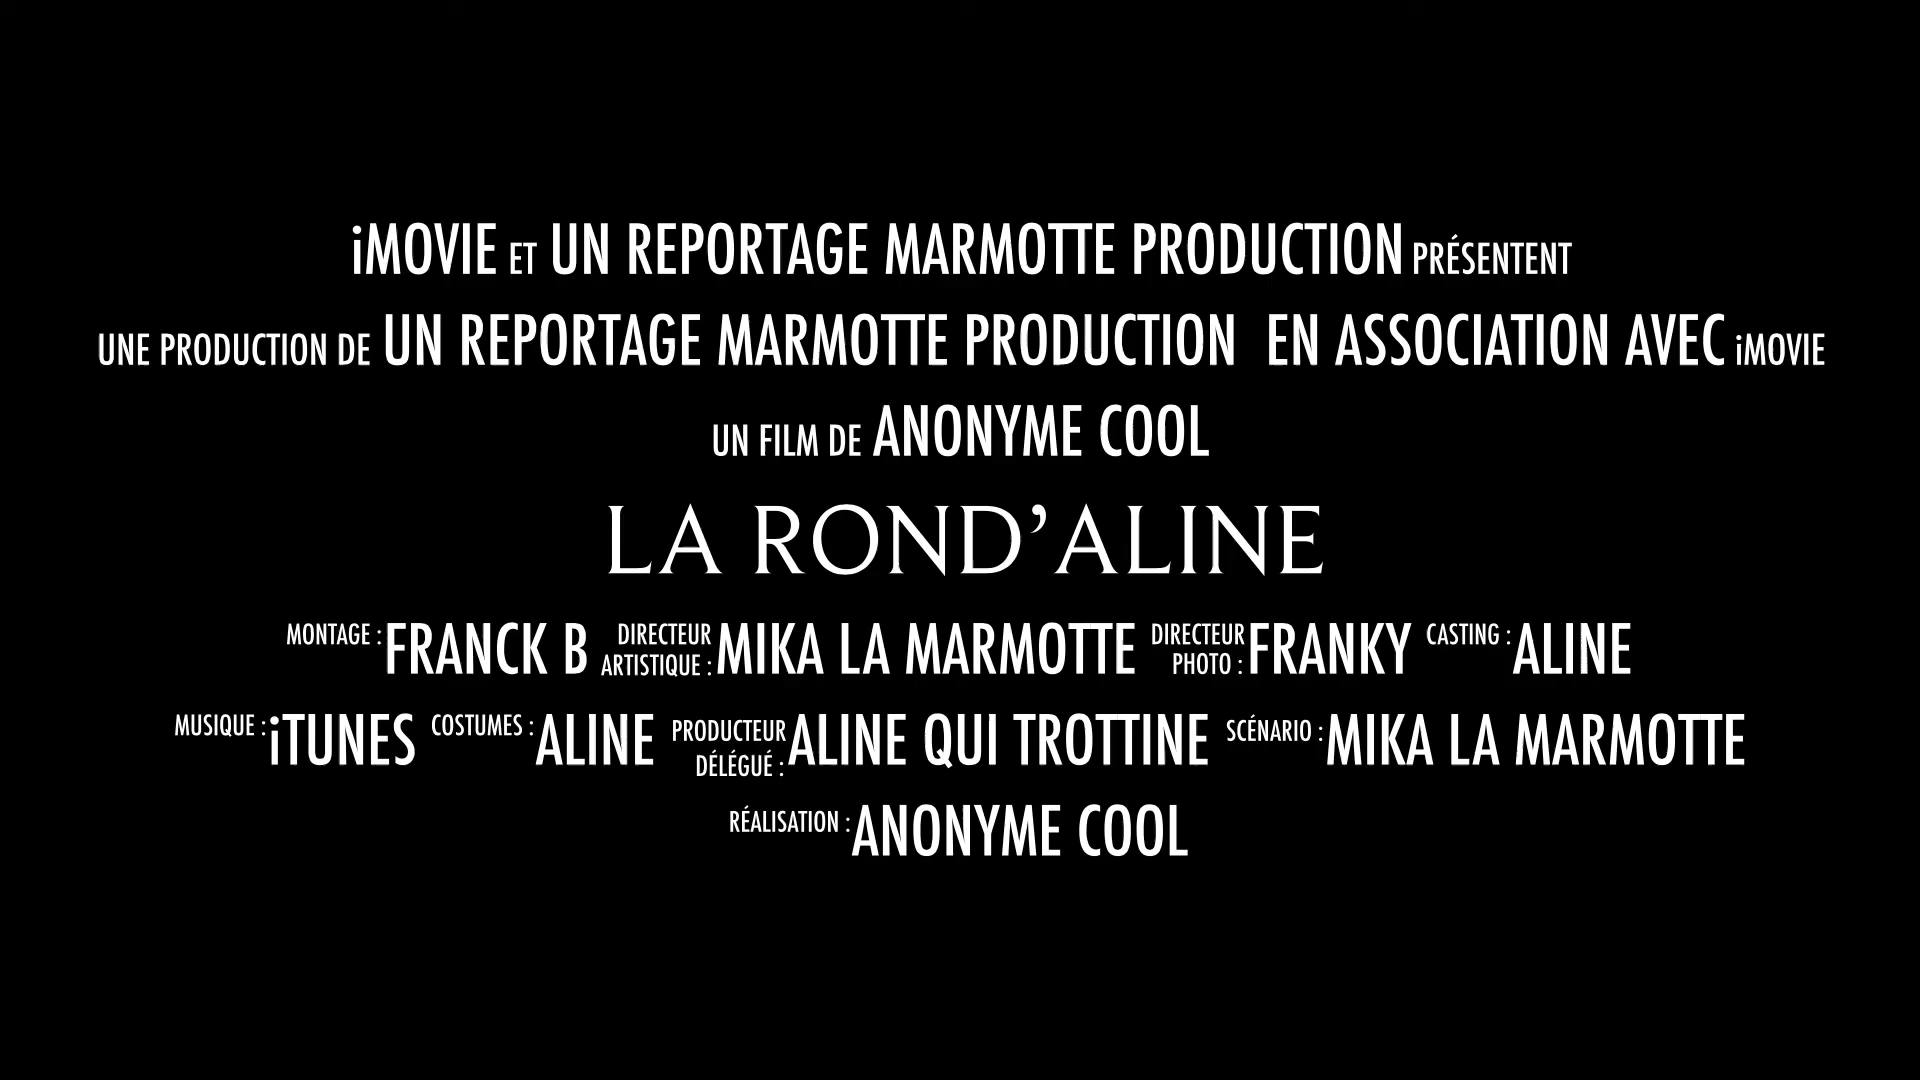 iMOVIE ET UN REPORTAGE MARMOTTE PRODUCTION PRÉSENTENT
UNE PRODUCTION DE UN REPORTAGE MARMOTTE PRODUCTION EN ASSOCIATION AVEC iMOVIE
UN FILM DE ANONYME COOL
LA ROND’ALINE
MONTAGE : FRANCK B DIRECTEUR ARTISTIQUE : MIKA LA MARMOTTE DIRECTEUR PHOTO : FRANKY CASTING : ALINE
MUSIQUE : iTUNES COSTUMES : ALINE PRODUCTEUR DÉLÉGUÉ : ALINE QUI TROTTINE SCÉNARIO : MIKA LA MARMOTTE
RÉALISATION : ANONYME COOL